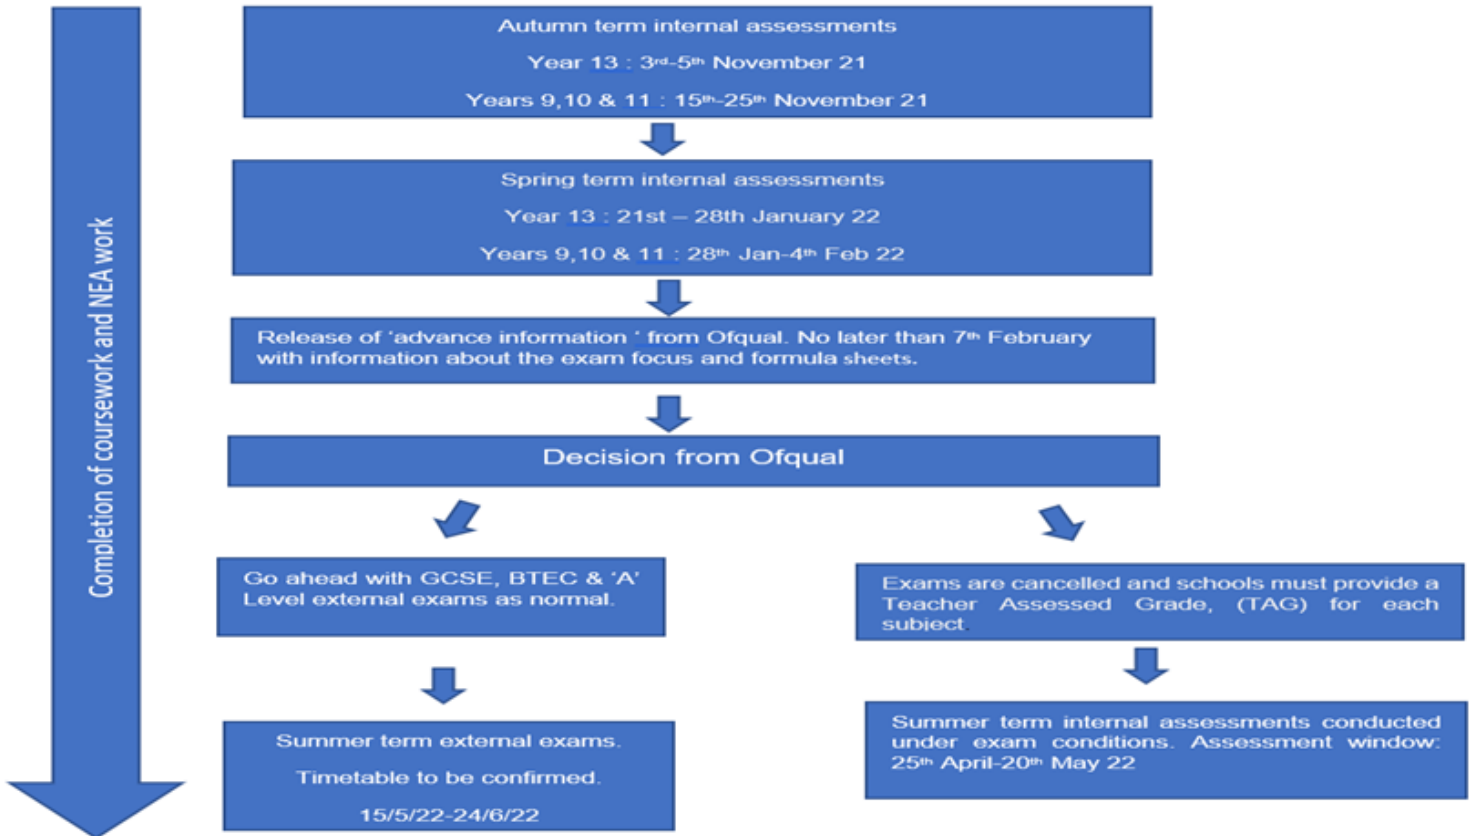 Completion of coursework and NEA work
Autumn term internal assessments
Year 13 : 3rd-5th November 21
Years 9,10 & 11 : 15th-25th November 21
Spring term internal assessments
Year 13 : 21st – 28th January 22
Years 9,10 & 11 : 28th Jan-4th Feb 22
Release of ‘advance information ‘ from Ofqual. No later than 7th February
with information about the exam focus and formula sheets.
Decision from Ofqual
Go ahead with GCSE, BTEC & ‘A’
Level external exams as normal.
Exams are cancelled and schools must provide a
Teacher Assessed Grade, (TAG) for each
subject.
Summer term external exams.
Timetable to be confirmed.
15/5/22-24/6/22
Summer term internal assessments conducted
under exam conditions. Assessment window:
25th April-20th May 22